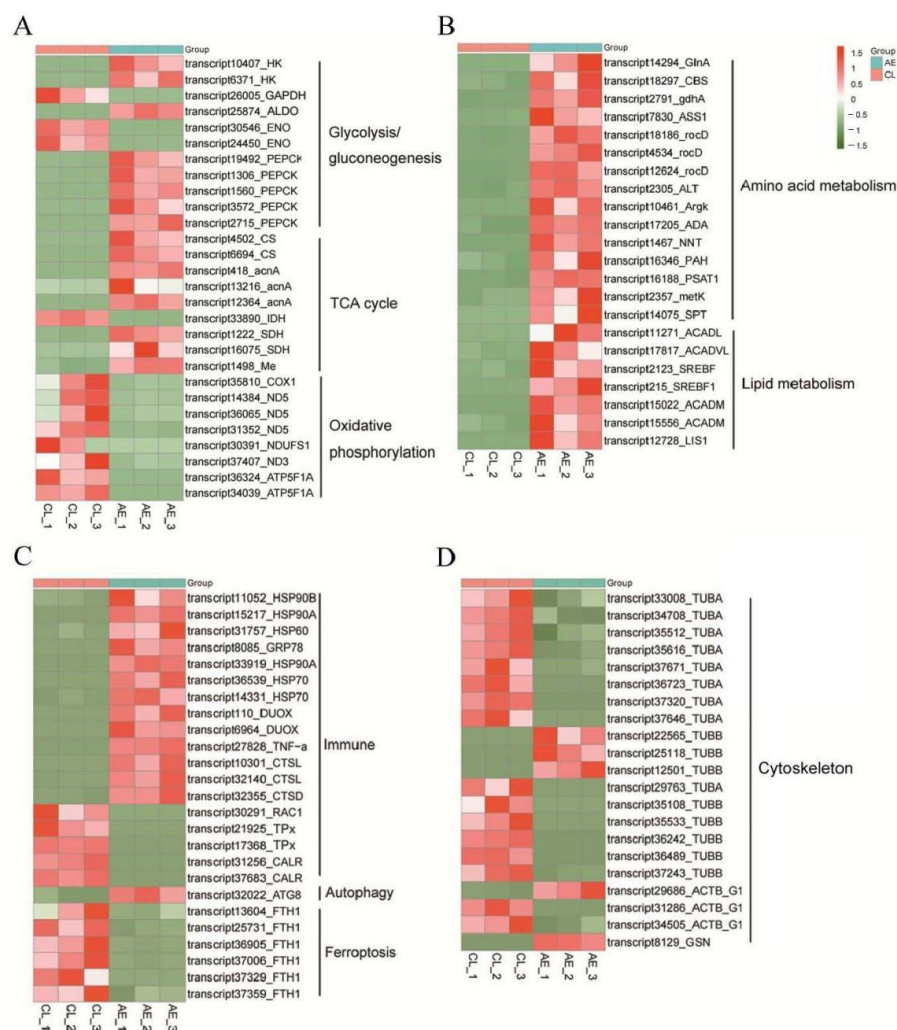 A
Group
transcript10407_HK
transcript6371_HK
transcript26005_GAPDH
transcript25874_ALDO
transcript30546_ENO
transcript24450_ENO
transcript19492_PEPCK
transcript1306_PEPCK
transcript1560_PEPCK
transcript3572_PEPCK
transcript2715_PEPCK
transcript4502_CS
transcript6694_CS
transcript418_acnA
transcript13216_acnA
transcript12364_acnA
transcript33890_IDH
transcript1222_SDH
transcript16075_SDH
transcript1498_Me
transcript35810_COX1
transcript14384_ND5
transcript36065_ND5
transcript31352_ND5
transcript30391_NDUFS1
transcript37407_ND3
transcript36324_ATP5F1A
transcript34039_ATP5F1A
Glycolysis/
gluconeogenesis
TCA cycle
Oxidative
phosphorylation
CL_1
CL_2
CL_3
AE_1
AE_2
AE_3
B
Group
transcript14294_GlnA
transcript18297_CBS
transcript2791_gdhA
transcript7830_ASS1
transcript18186_rocD
transcript4534_rocD
transcript12624_rocD
transcript2305_ALT
transcript10461_Argk
transcript17205_ADA
transcript1467_NNT
transcript16346_PAH
transcript16188_PSAT1
transcript2357_metK
transcript14075_SPT
transcript11271_ACADL
transcript17817_ACADVL
transcript2123_SREBF
transcript215_SREBF1
transcript15022_ACADM
transcript15556_ACADM
transcript12728_LIS1
Amino acid metabolism
Lipid metabolism
CL_1
CL_2
CL_3
AE_1
AE_2
AE_3
1.5
1
0.5
0
−0.5
−1
−1.5
Group
AE
CL
C
Group
transcript11052_HSP90B
transcript15217_HSP90A
transcript31757_HSP60
transcript8085_GRP78
transcript33919_HSP90A
transcript36539_HSP70
transcript14331_HSP70
transcript110_DUOX
transcript6964_DUOX
transcript27828_TNF−a
transcript10301_CTSL
transcript32140_CTSL
transcript32355_CTSD
transcript30291_RAC1
transcript21925_TPx
transcript17368_TPx
transcript31256_CALR
transcript37683_CALR
transcript32022_ATG8
transcript13604_FTH1
transcript25731_FTH1
transcript36905_FTH1
transcript37006_FTH1
transcript37329_FTH1
transcript37359_FTH1
Immune
Autophagy
Ferroptosis
CL_1
CL_2
CL_3
AE_1
AE_2
AE_3
D
Group
transcript33008_TUBA
transcript34708_TUBA
transcript35512_TUBA
transcript35616_TUBA
transcript37671_TUBA
transcript36723_TUBA
transcript37320_TUBA
transcript37646_TUBA
transcript22565_TUBB
transcript25118_TUBB
transcript12501_TUBB
transcript29763_TUBA
transcript35108_TUBB
transcript35533_TUBB
transcript36242_TUBB
transcript36489_TUBB
transcript37243_TUBB
transcript29686_ACTB_G1
transcript31286_ACTB_G1
transcript34505_ACTB_G1
transcript8129_GSN
Cytoskeleton
CL_1
CL_2
CL_3
AE_1
AE_2
AE_3